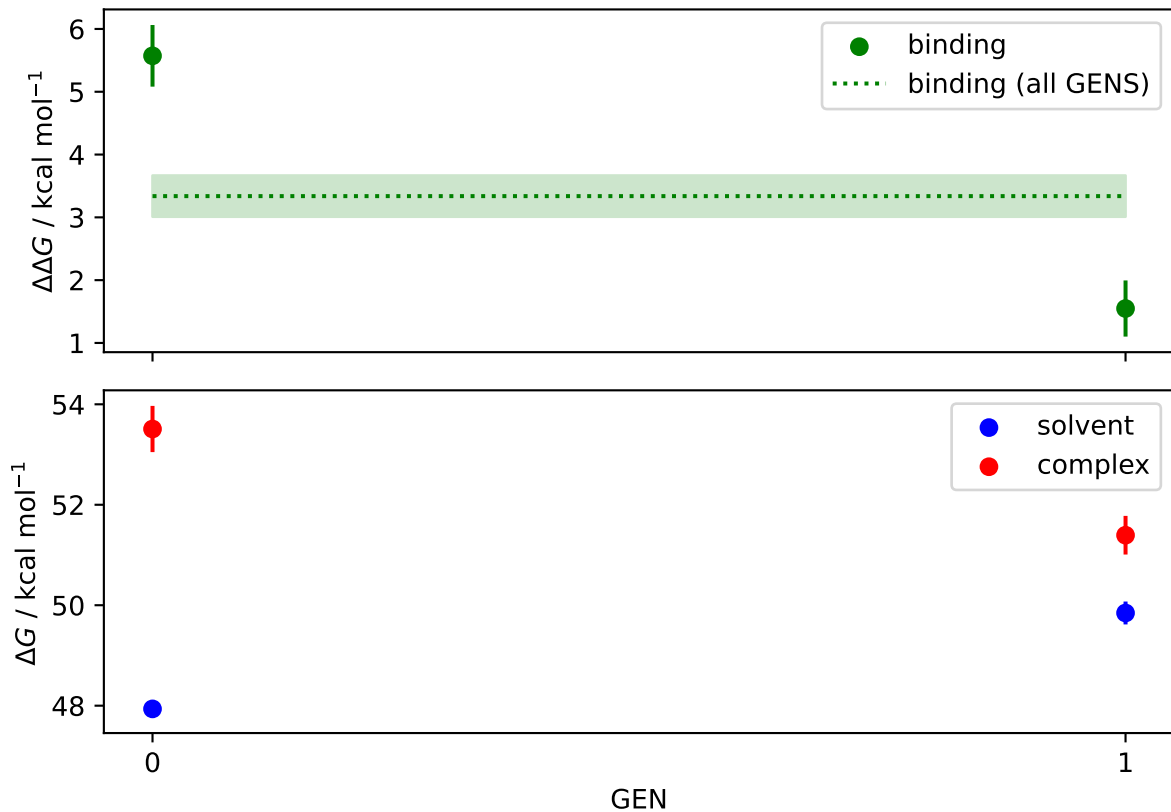 6
5
4
3
2
1
ΔΔG / kcal mol⁻¹
binding
binding (all GENS)
54
52
50
48
ΔG / kcal mol⁻¹
solvent
complex
0
1
GEN